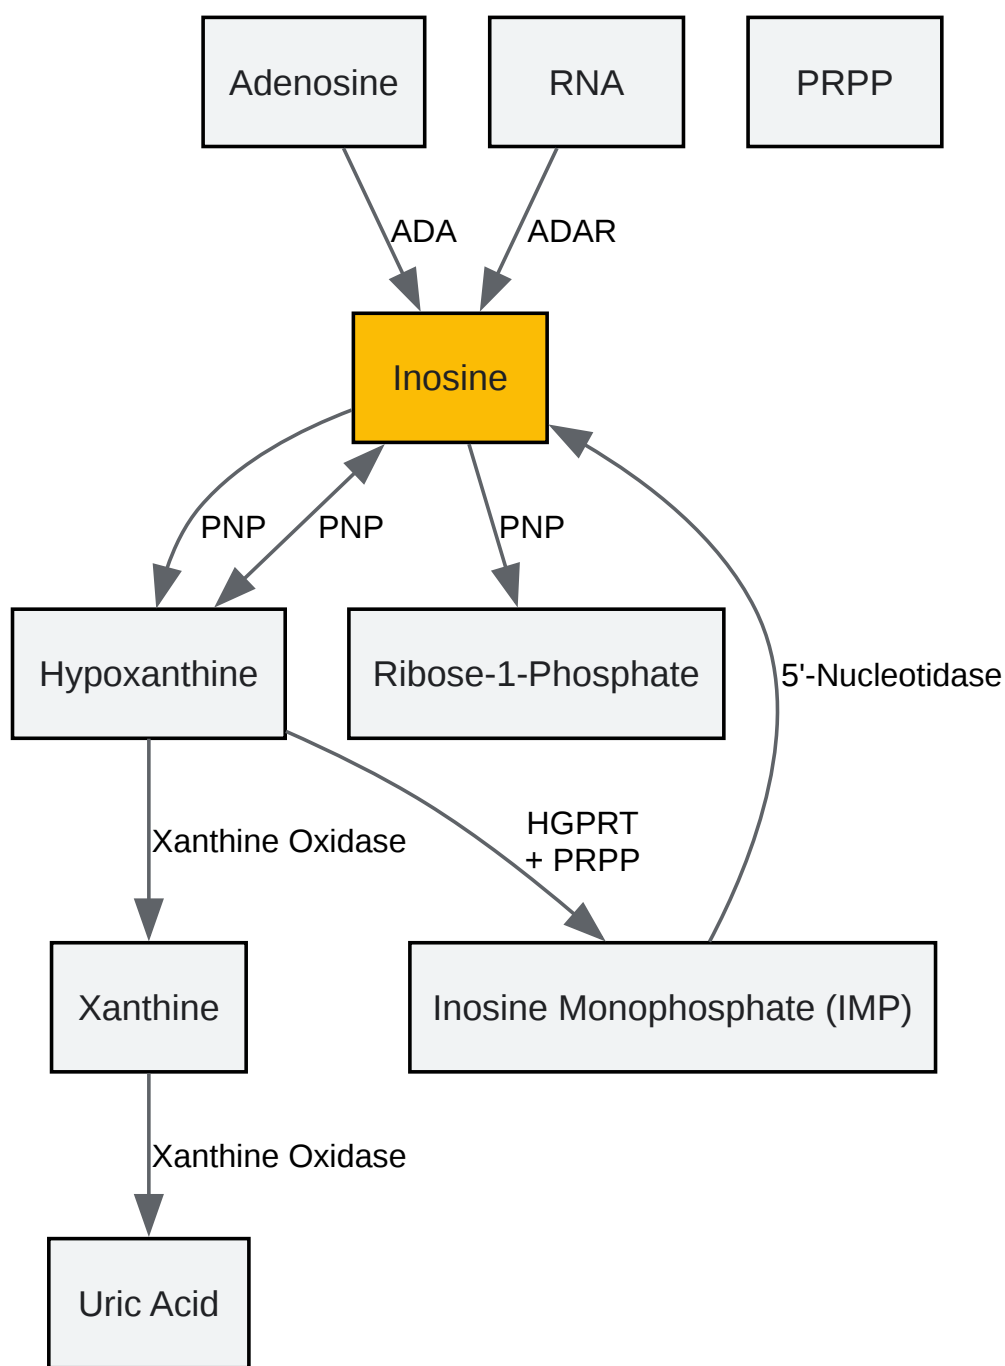 Adenosine
RNA
PRPP
ADA
ADAR
Inosine
PNP
PNP
PNP
Hypoxanthine
Ribose-1-Phosphate
5'-Nucleotidase
HGPRT
+ PRPP
Xanthine Oxidase
Xanthine
Inosine Monophosphate (IMP)
Xanthine Oxidase
Uric Acid